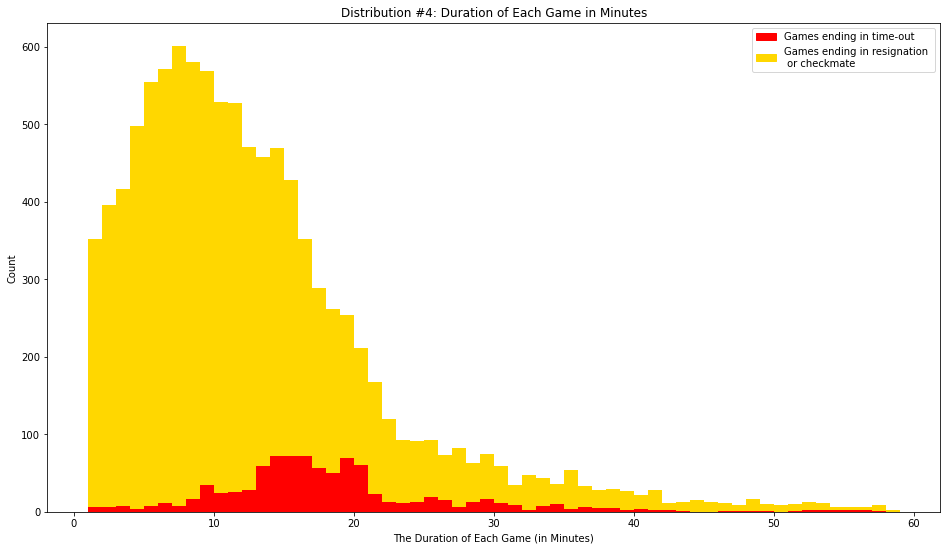 Distribution #4: Duration of Each Game in Minutes
Games ending in time-out
Games ending in resignation
or checkmate
600
500
400
300
200
100
0
Count
0 10 20 30 40 50 60
The Duration of Each Game (in Minutes)